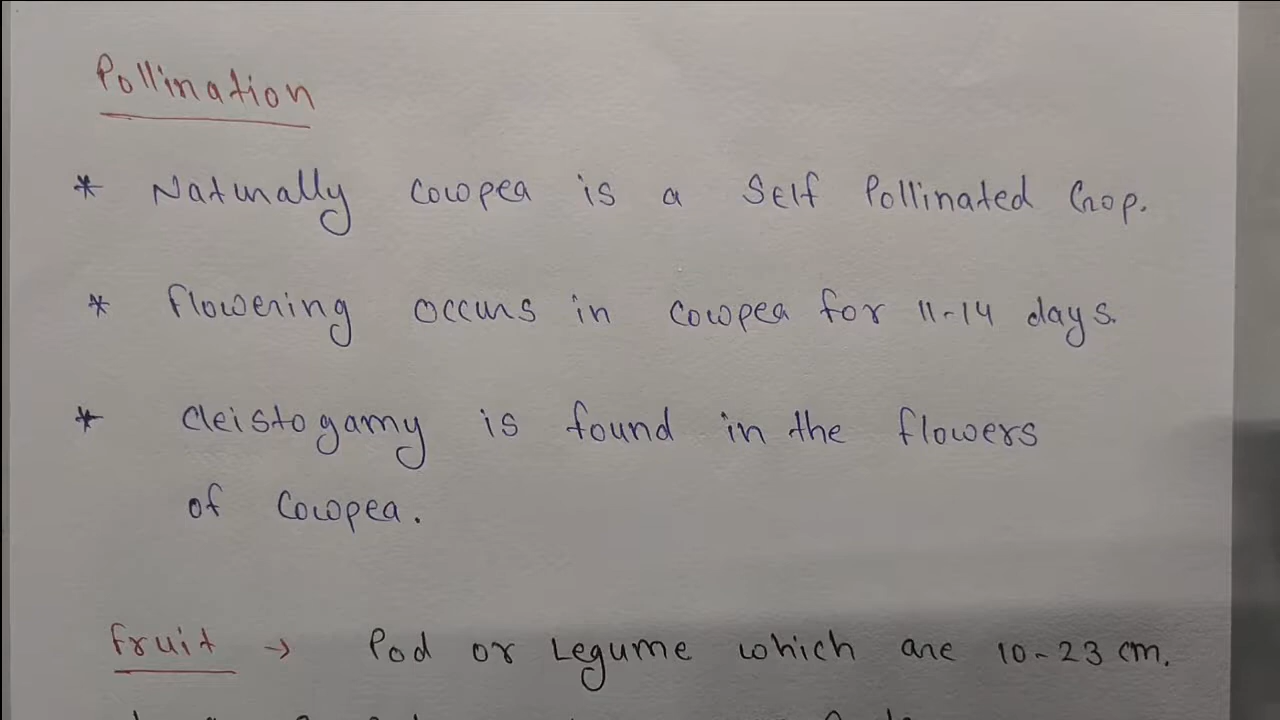 Pollination
* Naturally Cowpea is a Self Pollinated Crop.
* Flowering occurs in Cowpea for 11-14 days.
* Cleistogamy is found in the flowers
of Cowpea.
Fruit → Pod or Legume which are 10-23 cm.